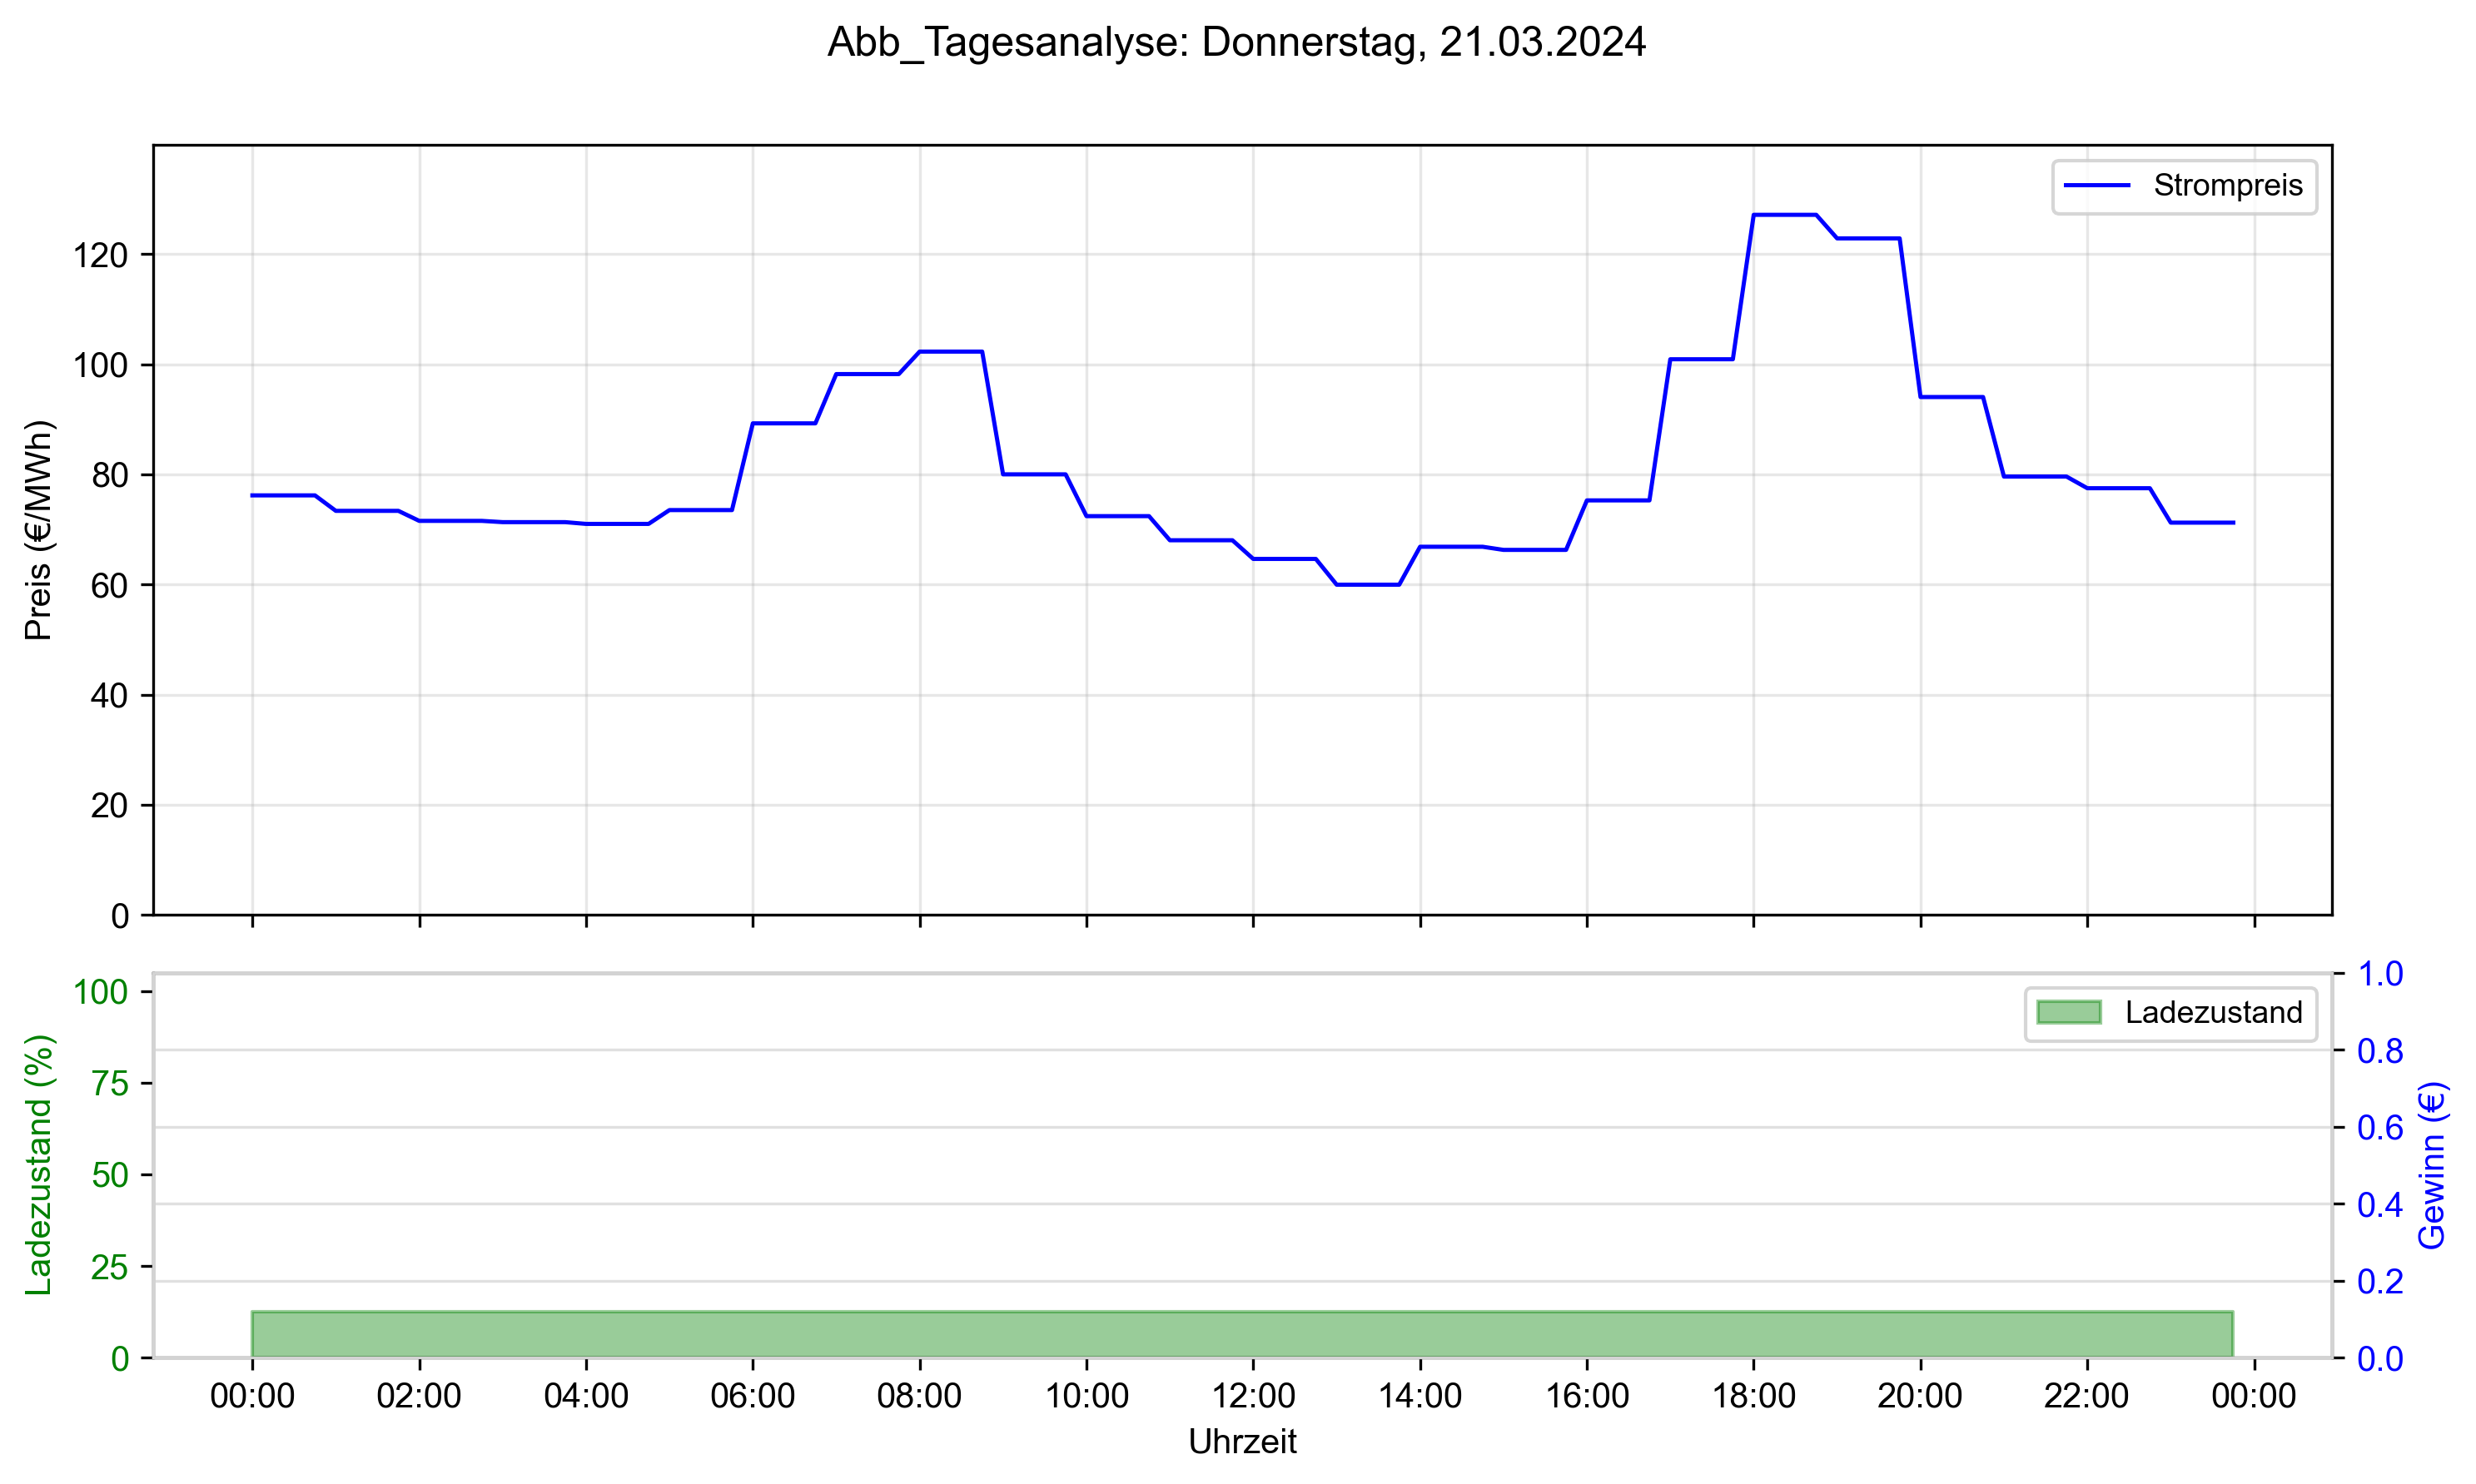 Abb_Tagesanalyse: Donnerstag, 21.03.2024
Preis (€/MWh)
120
100
80
60
40
20
0
Strompreis
Ladezustand (%)
100
75
50
25
0
Ladezustand
1.0
0.8
0.6
0.4
0.2
0.0
Gewinn (€)
00:00 02:00 04:00 06:00 08:00 10:00 12:00 14:00 16:00 18:00 20:00 22:00 00:00
Uhrzeit